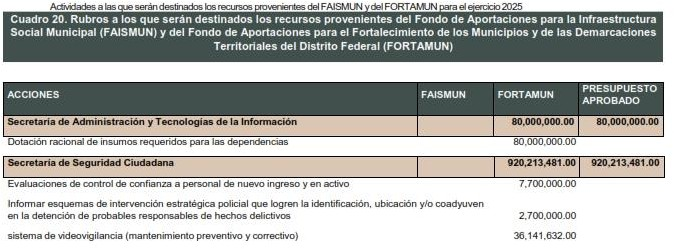 Actividades a las que serán destinados los recursos provenientes del FAISMUN y del FORTAMUN para el ejercicio 2025
Cuadro 20. Rubros a los que serán destinados los recursos provenientes del Fondo de Aportaciones para la Infraestructura
Social Municipal (FAISMUN) y del Fondo de Aportaciones para el Fortalecimiento de los Municipios y de las Demarcaciones
Territoriales del Distrito Federal (FORTAMUN)
ACCIONES FAISMUN FORTAMUN PRESUPUESTO
APROBADO
Secretaría de Administración y Tecnologías de la Información 80,000,000.00 80,000,000.00
Dotación racional de insumos requeridos para las dependencias 80,000,000.00
Secretaría de Seguridad Ciudadana 920,213,481.00 920,213,481.00
Evaluaciones de control de confianza a personal de nuevo ingreso y en activo 7,700,000.00
Informar esquemas de intervención estratégica policial que logren la identificación, ubicación y/o coadyuven
en la detención de probables responsables de hechos delictivos 2,700,000.00
sistema de videovigilancia (mantenimiento preventivo y correctivo) 36,141,632.00